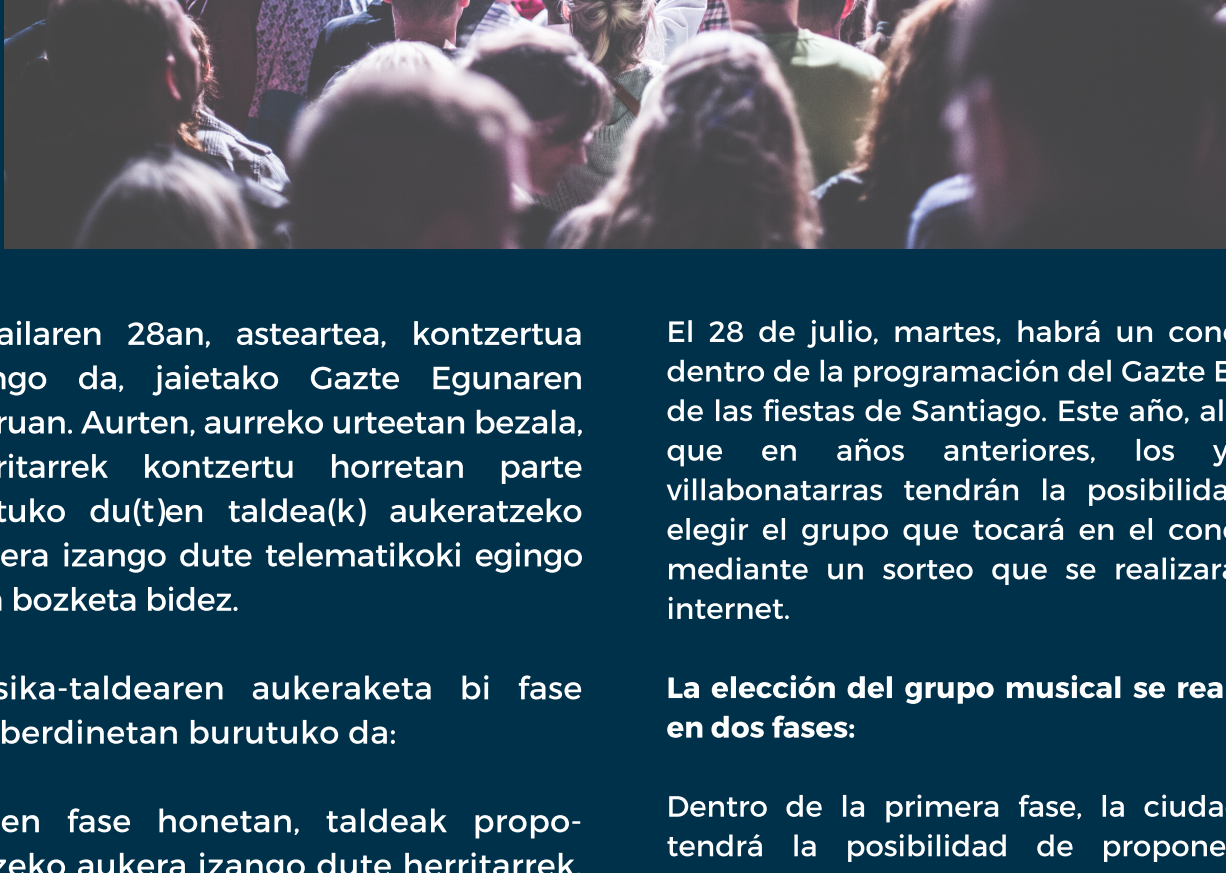 ailaren 28an, asteartea, kontzertua
ngo da, jaietako Gazte Egunaren
ruan. Aurten, aurreko urteetan bezala,
ritarrek kontzertu horretan parte
tuko du(t)en taldea(k) aukeratzeko
era izango dute telematikoki egingo
bozketa bidez.
sika-taldearen aukeraketa bi fase
berdinetan burutuko da:
en fase honetan, taldeak propo-
zeko aukera izango dute herritarrek.
El 28 de julio, martes, habrá un con
dentro de la programación del Gazte E
de las fiestas de Santiago. Este año, al
que en años anteriores, los y
villabonatarras tendrán la posibilida
elegir el grupo que tocará en el con
mediante un sorteo que se realizar
internet.
La elección del grupo musical se rea
en dos fases:
Dentro de la primera fase, la ciuda
tendrá la posibilidad de propone